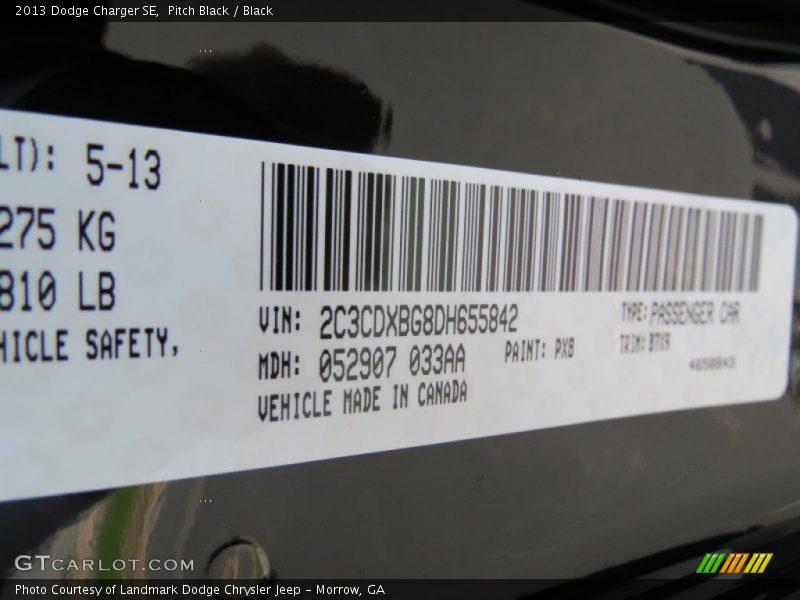 2013 Dodge Charger SE, Pitch Black / Black
LT): 5-13
275 KG
810 LB
HICLE SAFETY,
VIN: 2C3CDXBG8DH655842
TYPE: PASSENGER CAR
MDH: 052907 033AA
PAINT: PX8
TRIM: B7X9
4658843
VEHICLE MADE IN CANADA
GTCARLOT.COM
Photo Courtesy of Landmark Dodge Chrysler Jeep - Morrow, GA